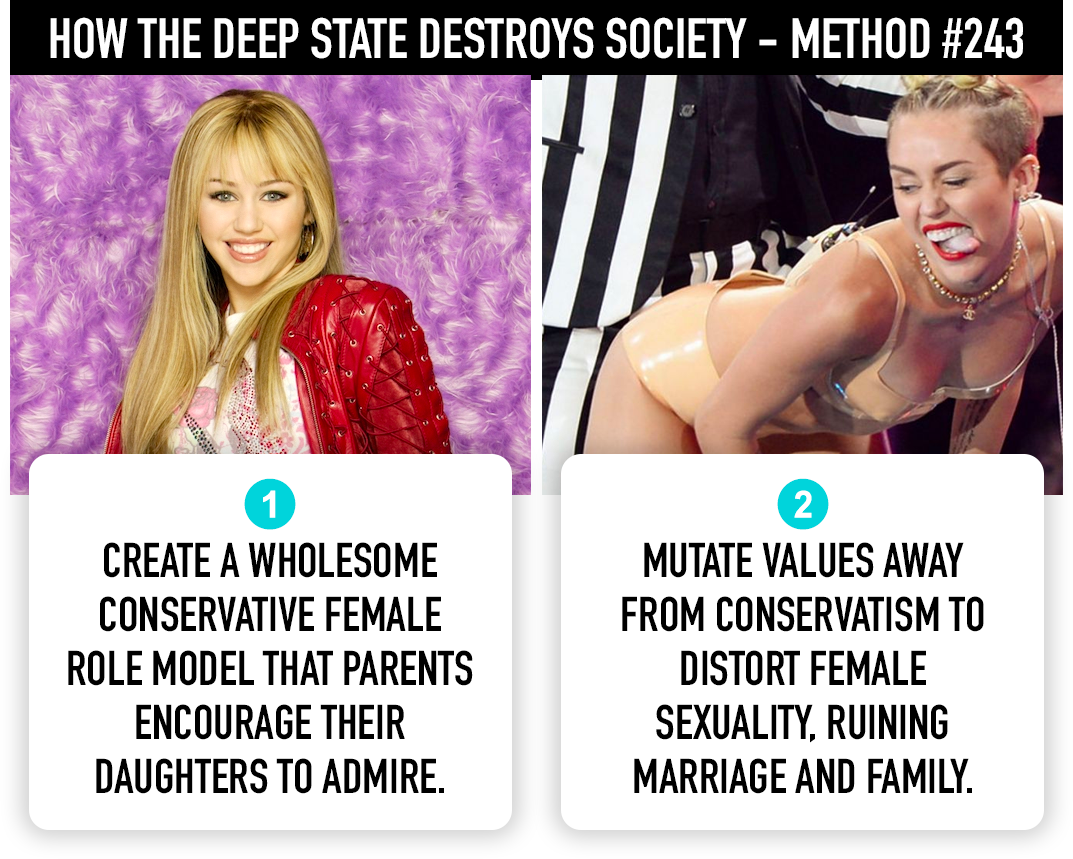 HOW THE DEEP STATE DESTROYS SOCIETY - METHOD #243
1
CREATE A WHOLESOME
CONSERVATIVE FEMALE
ROLE MODEL THAT PARENTS
ENCOURAGE THEIR
DAUGHTERS TO ADMIRE.
2
MUTATE VALUES AWAY
FROM CONSERVATISM TO
DISTORT FEMALE
SEXUALITY, RUINING
MARRIAGE AND FAMILY.